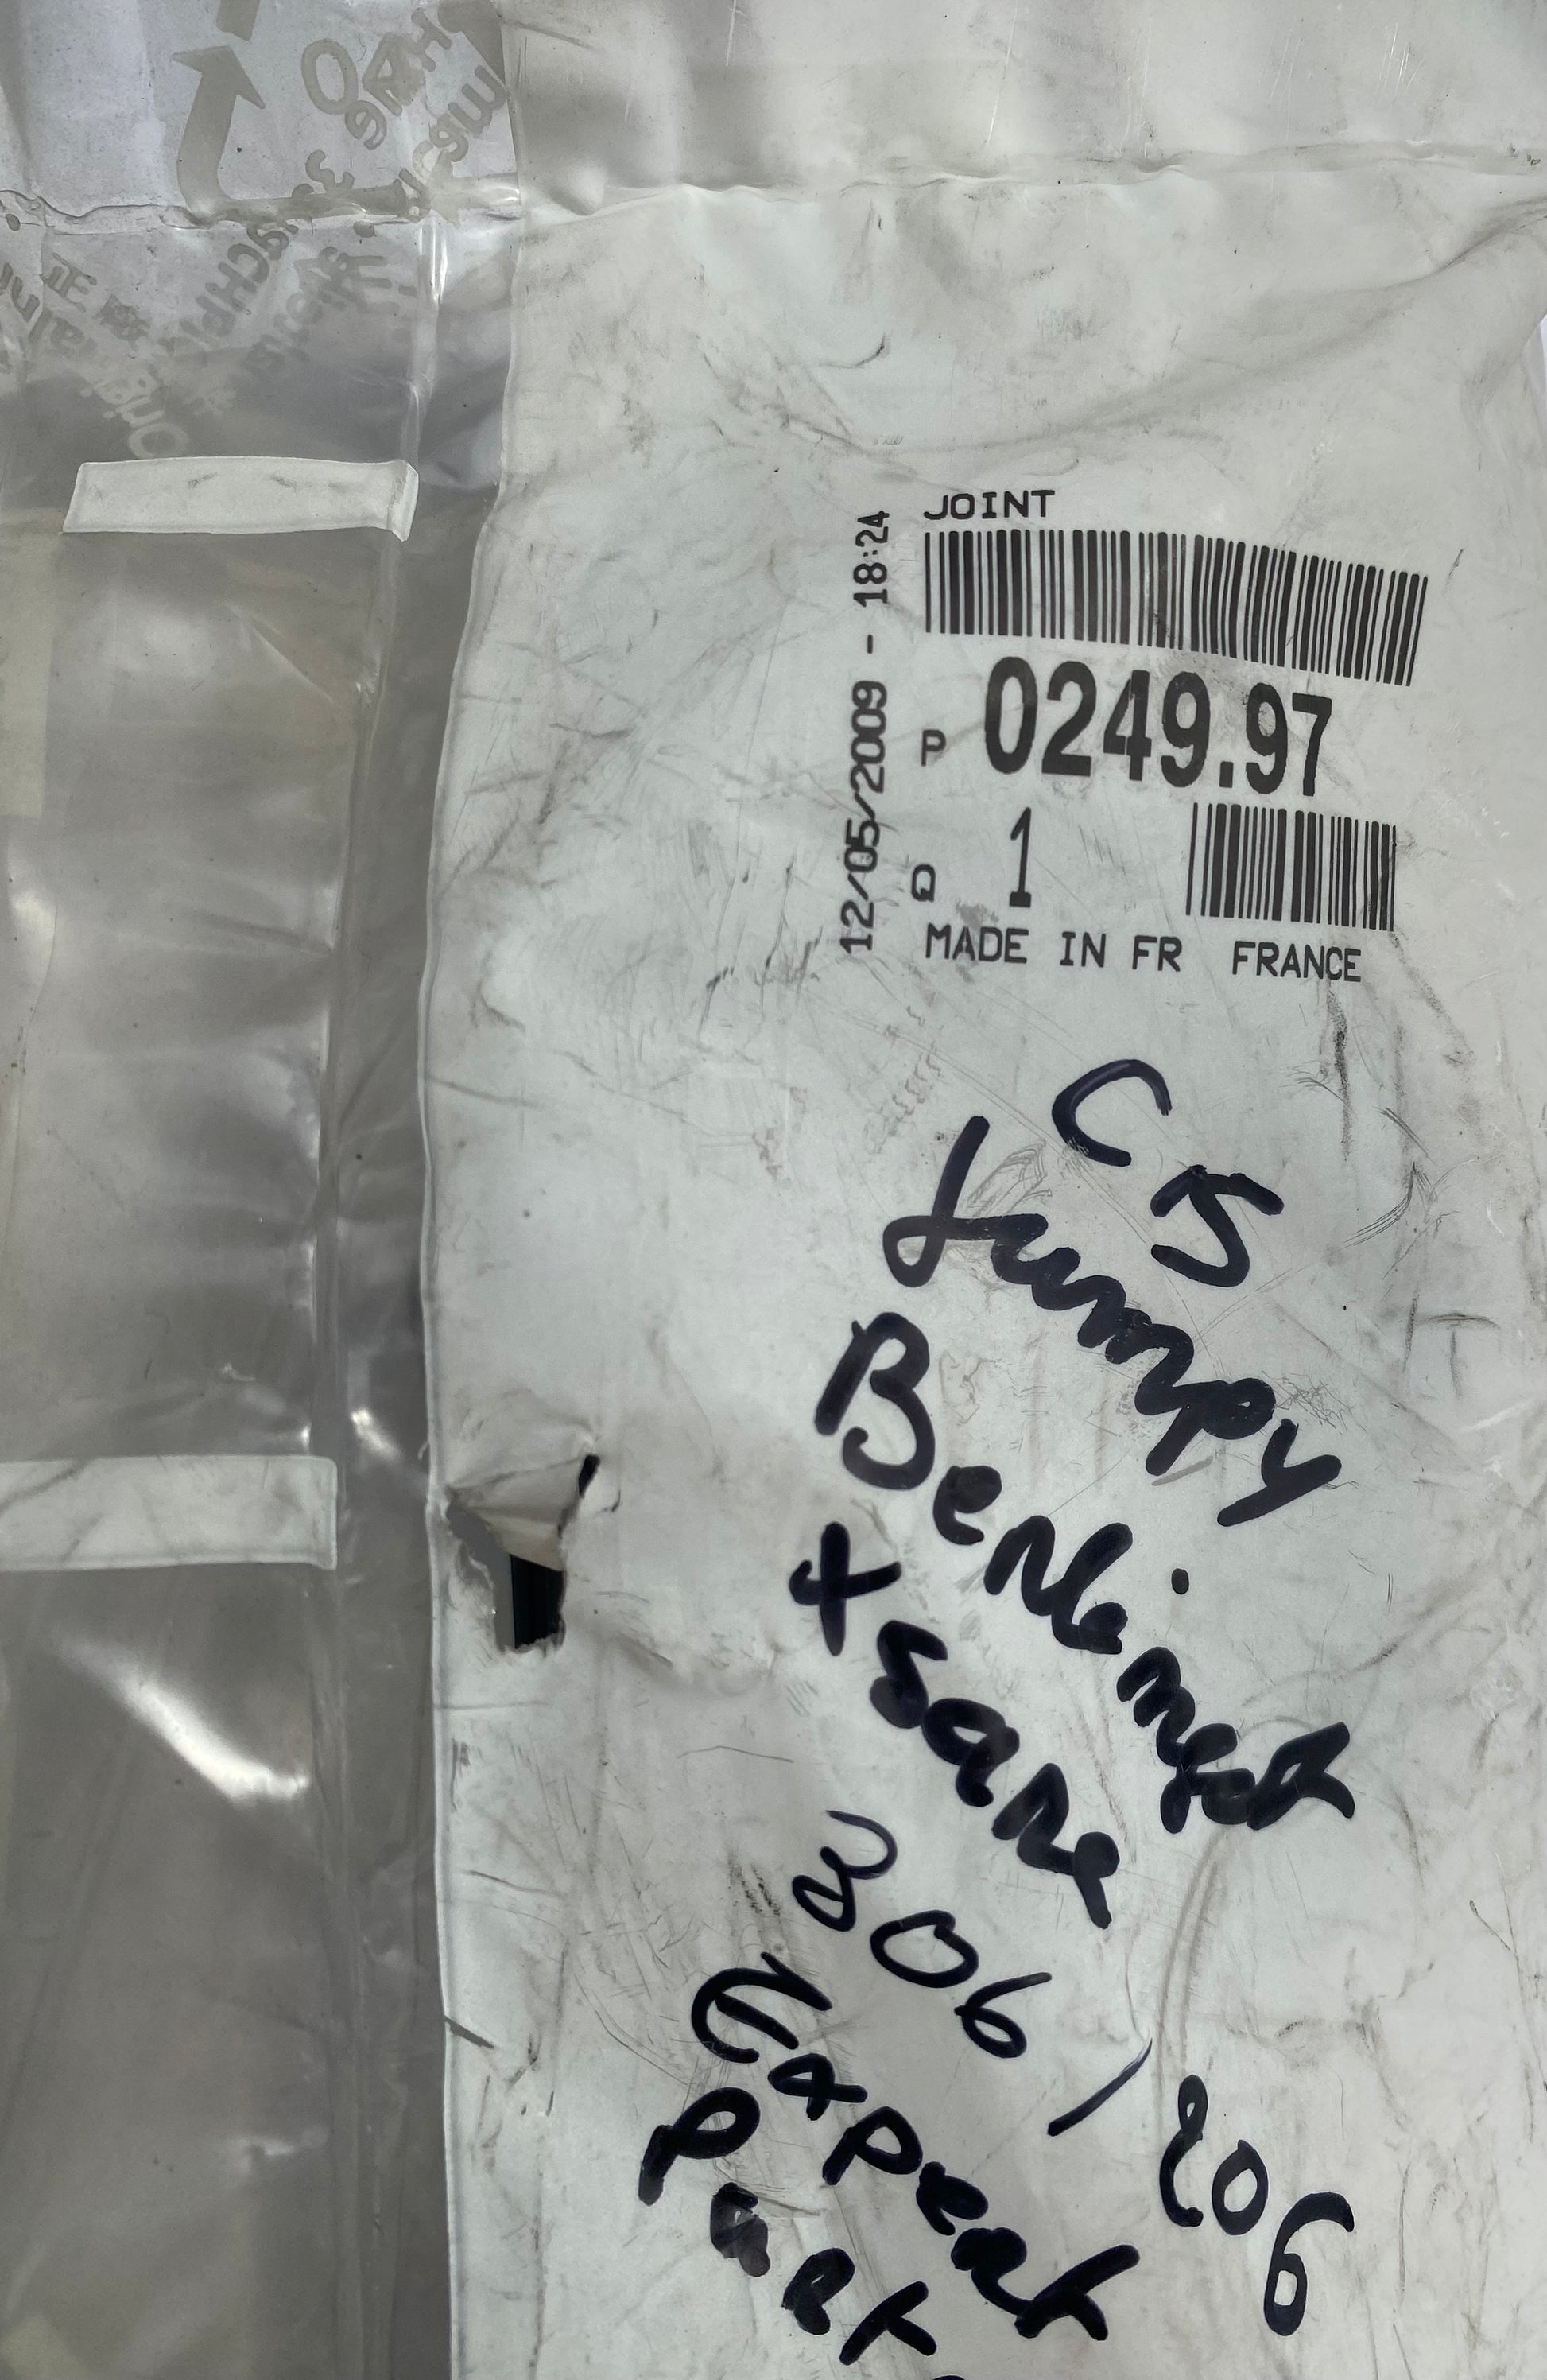 JOINT
12/05/2009 - 18:24
P 0249.97
Q 1
MADE IN FR FRANCE
C5
Jumpy
Berlingot
Xsara
306 / 206
Expert